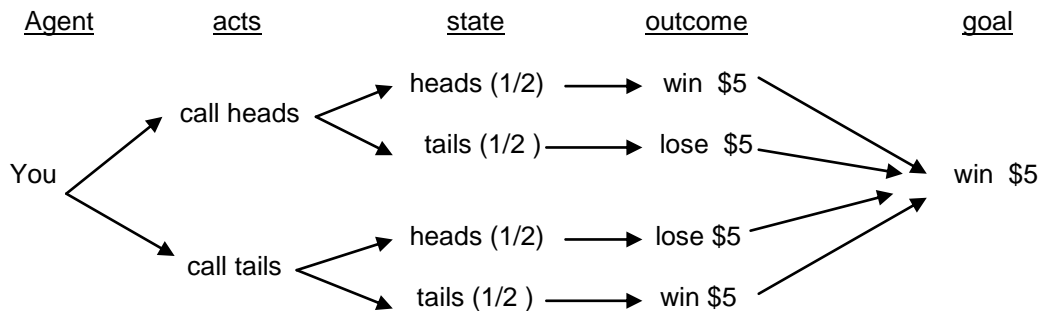 Agent acts state outcome goal
heads (1/2) win $5
call heads
tails (1/2 ) lose $5
You win $5
heads (1/2) lose $5
call tails
tails (1/2 ) win $5